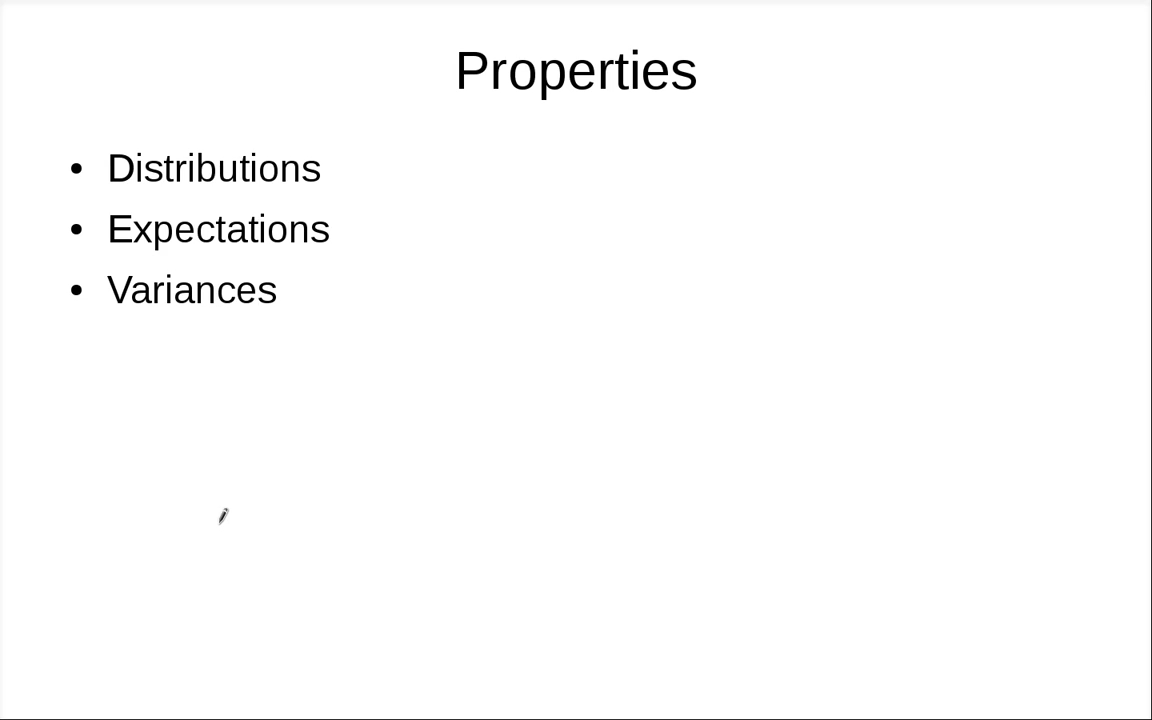 Properties
• Distributions
• Expectations
• Variances